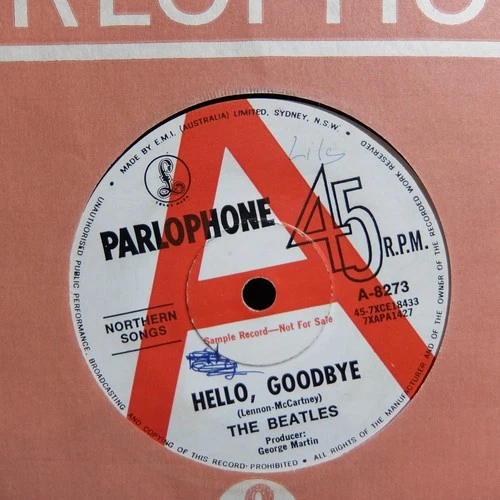 RLOPHO
MADE BY E.M.I. (AUSTRALIA) LIMITED, SYDNEY, N.S.W. • ALL RIGHTS OF THE MANUFACTURER AND OF THE OWNER OF THE RECORDED WORK RESERVED
UNAUTHORISED PUBLIC PERFORMANCE, BROADCASTING AND COPYING OF THIS RECORD PROHIBITED •
A
£
PARLOPHONE
45
R.P.M.
A-8273
45-7XCE18433
7XAPA1427
NORTHERN
SONGS
Sample Record—Not For Sale
HELLO, GOODBYE
(Lennon-McCartney)
THE BEATLES
Producer:
George Martin